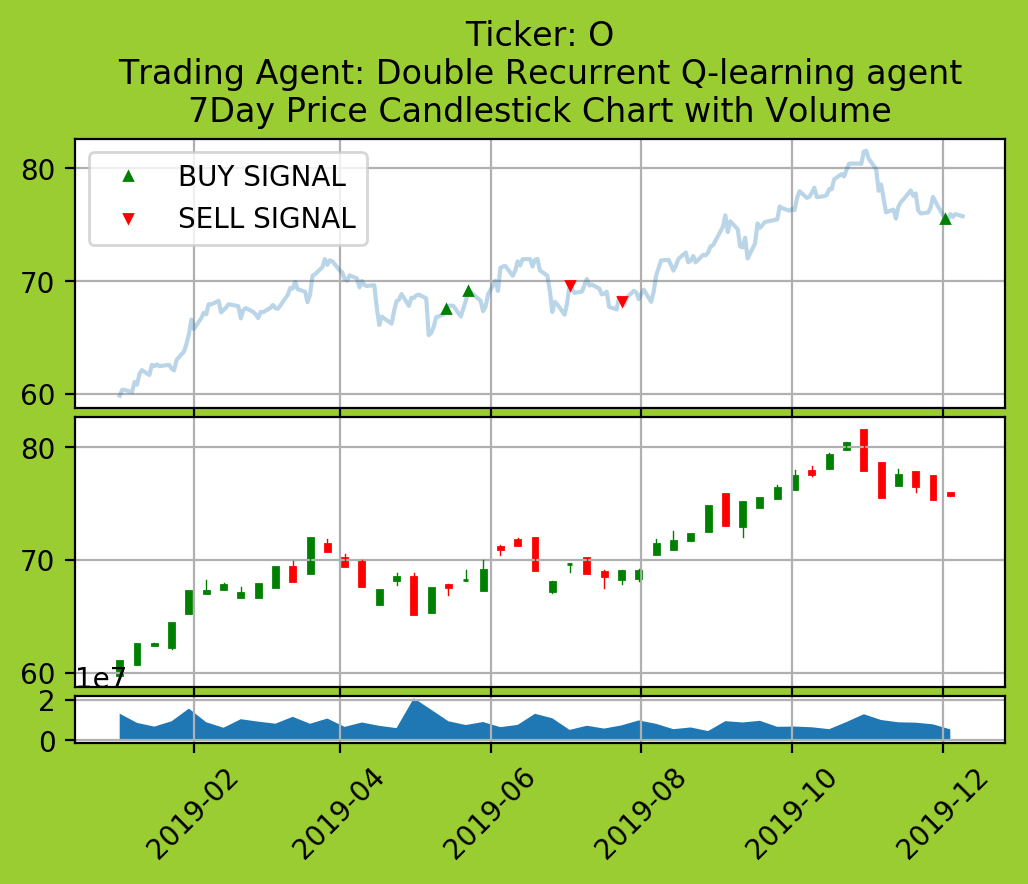 Ticker: O
Trading Agent: Double Recurrent Q-learning agent
7Day Price Candlestick Chart with Volume
BUY SIGNAL
SELL SIGNAL
80
70
60
80
70
60
1e7
2
0
2019-02
2019-04
2019-06
2019-08
2019-10
2019-12